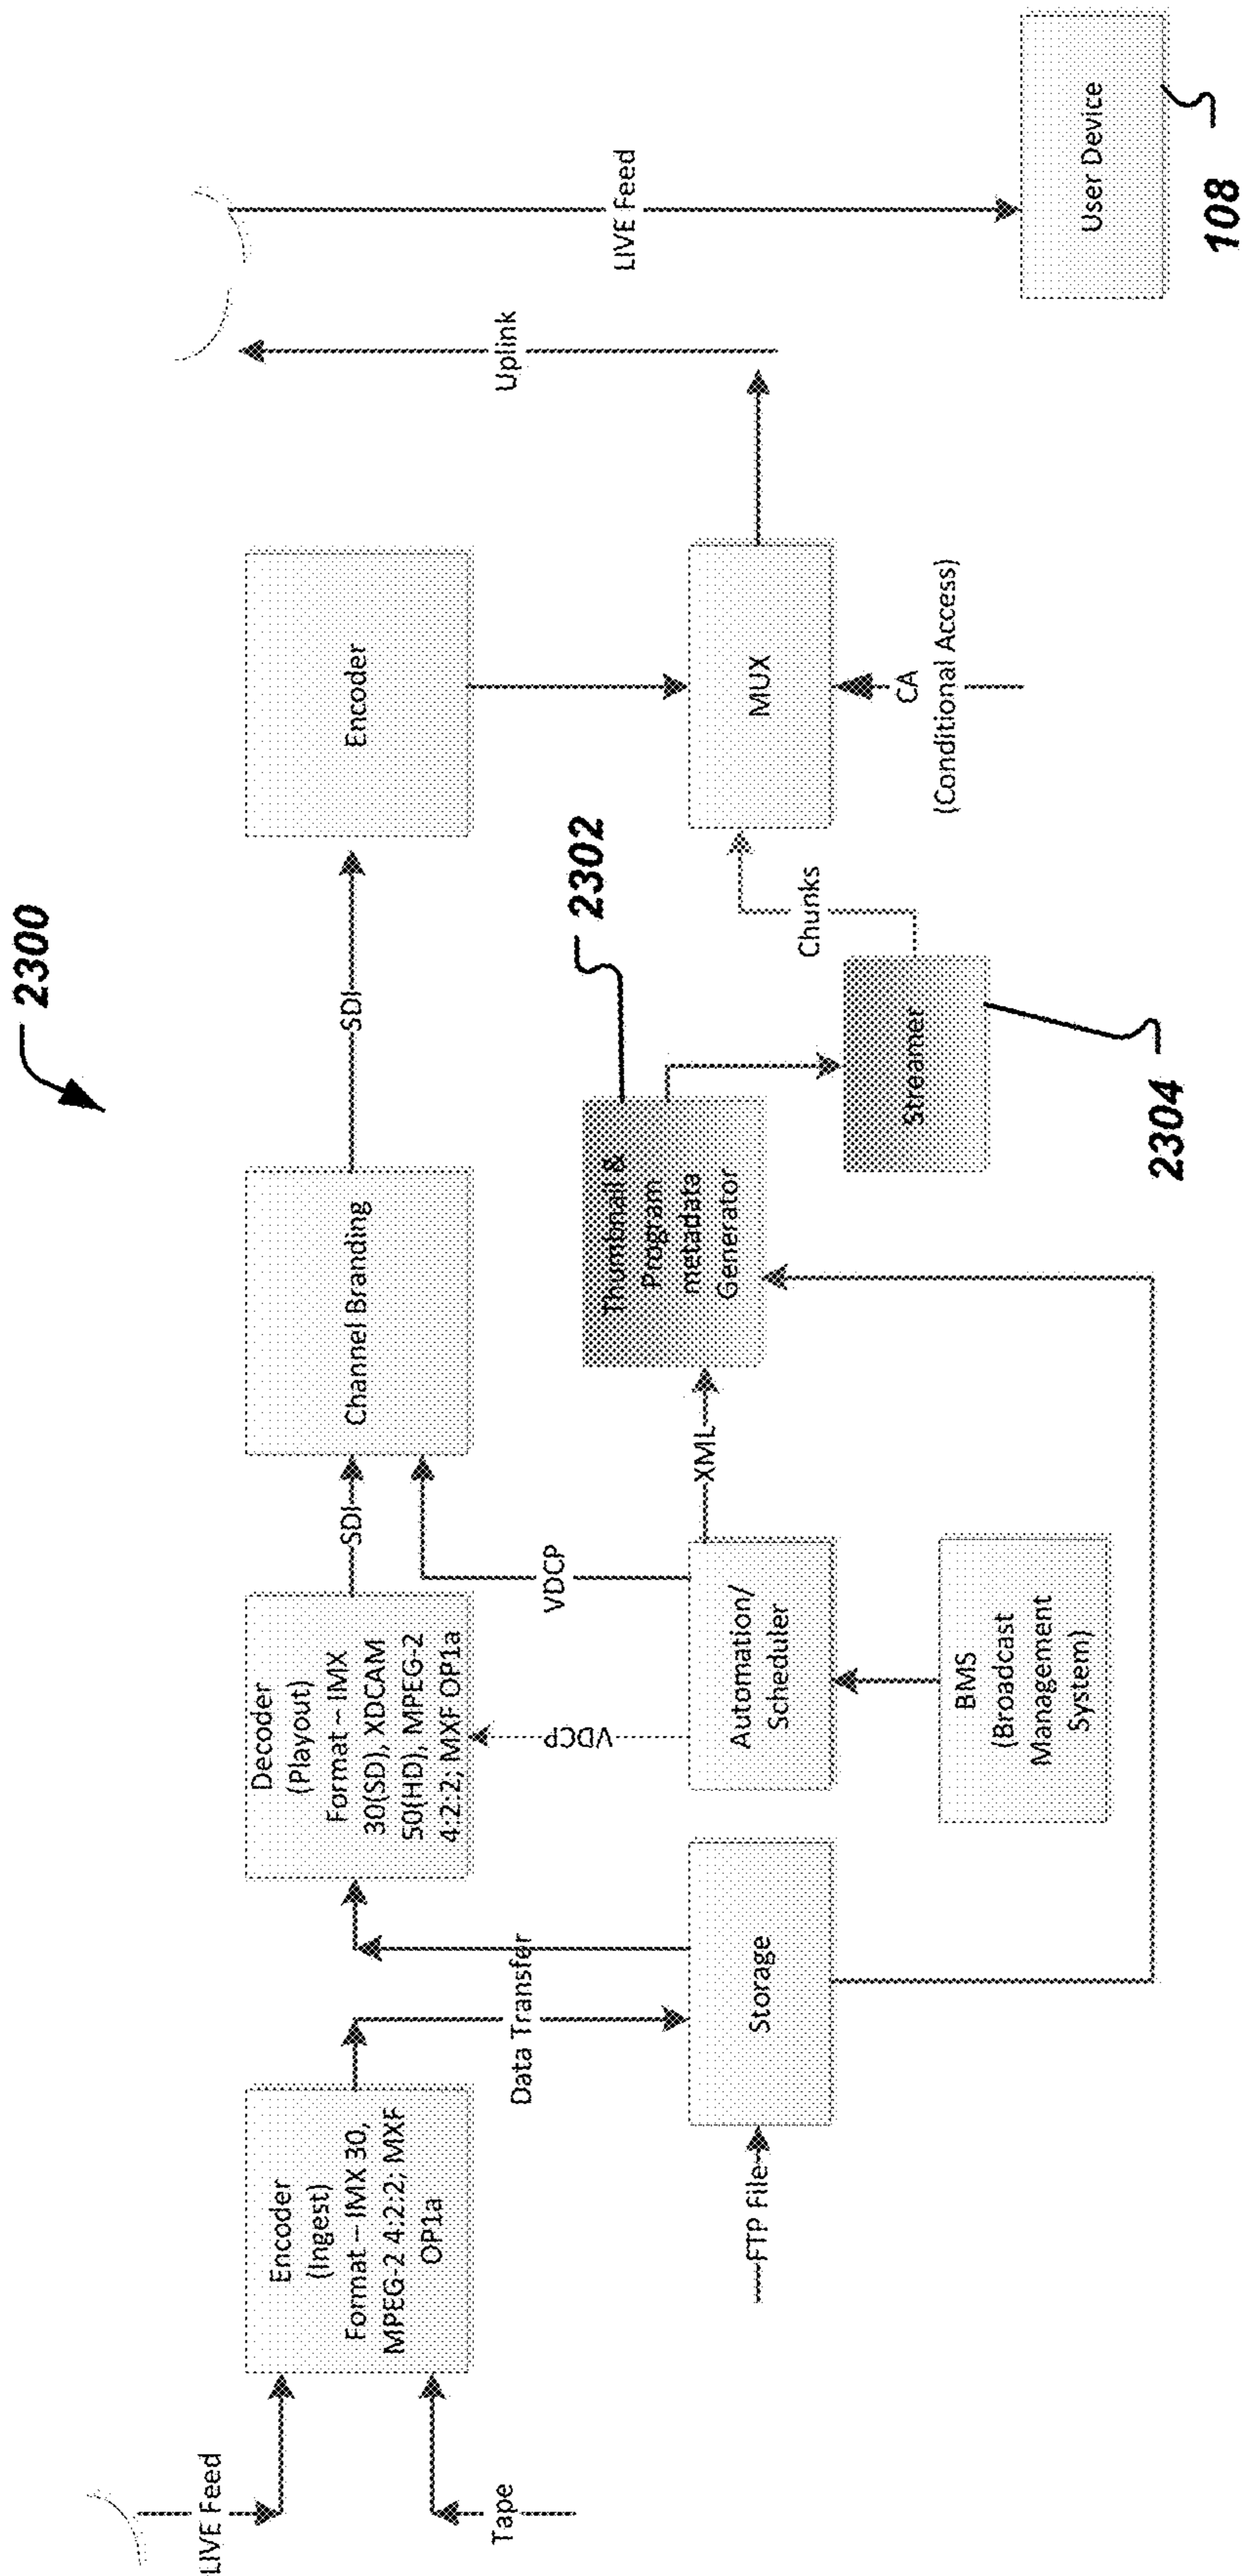 2300
LIVE Feed
Tape
Encoder
(Ingest)
Format – IMX 30,
MPEG-2 4:2:2; MXF
OP1a
Data Transfer
FTP File
Storage
Decoder
(Playout)
Format – IMX
30(SD), XDCAM
50(HD), MPEG-2
4:2:2; MXF OP1a
VDCP
VDCP
Automation/
Scheduler
BMS
(Broadcast
Management
System)
SDI
Channel Branding
XML
Thumbnail &
Program
metadata
Generator
2302
Streamer
2304
Chunks
SDI
Encoder
MUX
CA
(Conditional Access)
Uplink
LIVE Feed
User Device
108